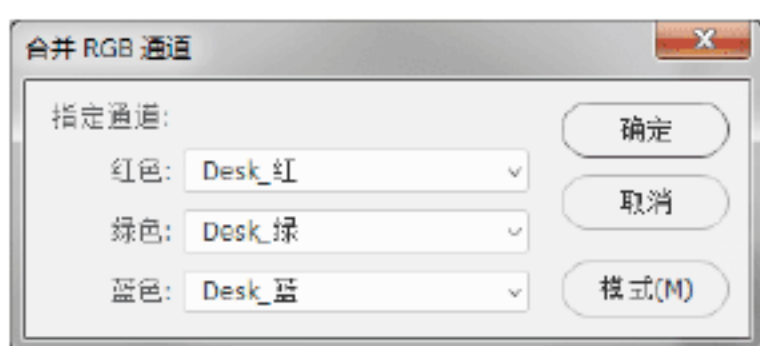 合并 RGB 通道
指定通道:
红色: Desk_红
绿色: Desk_绿
蓝色: Desk_蓝
确定
取消
模式(M)